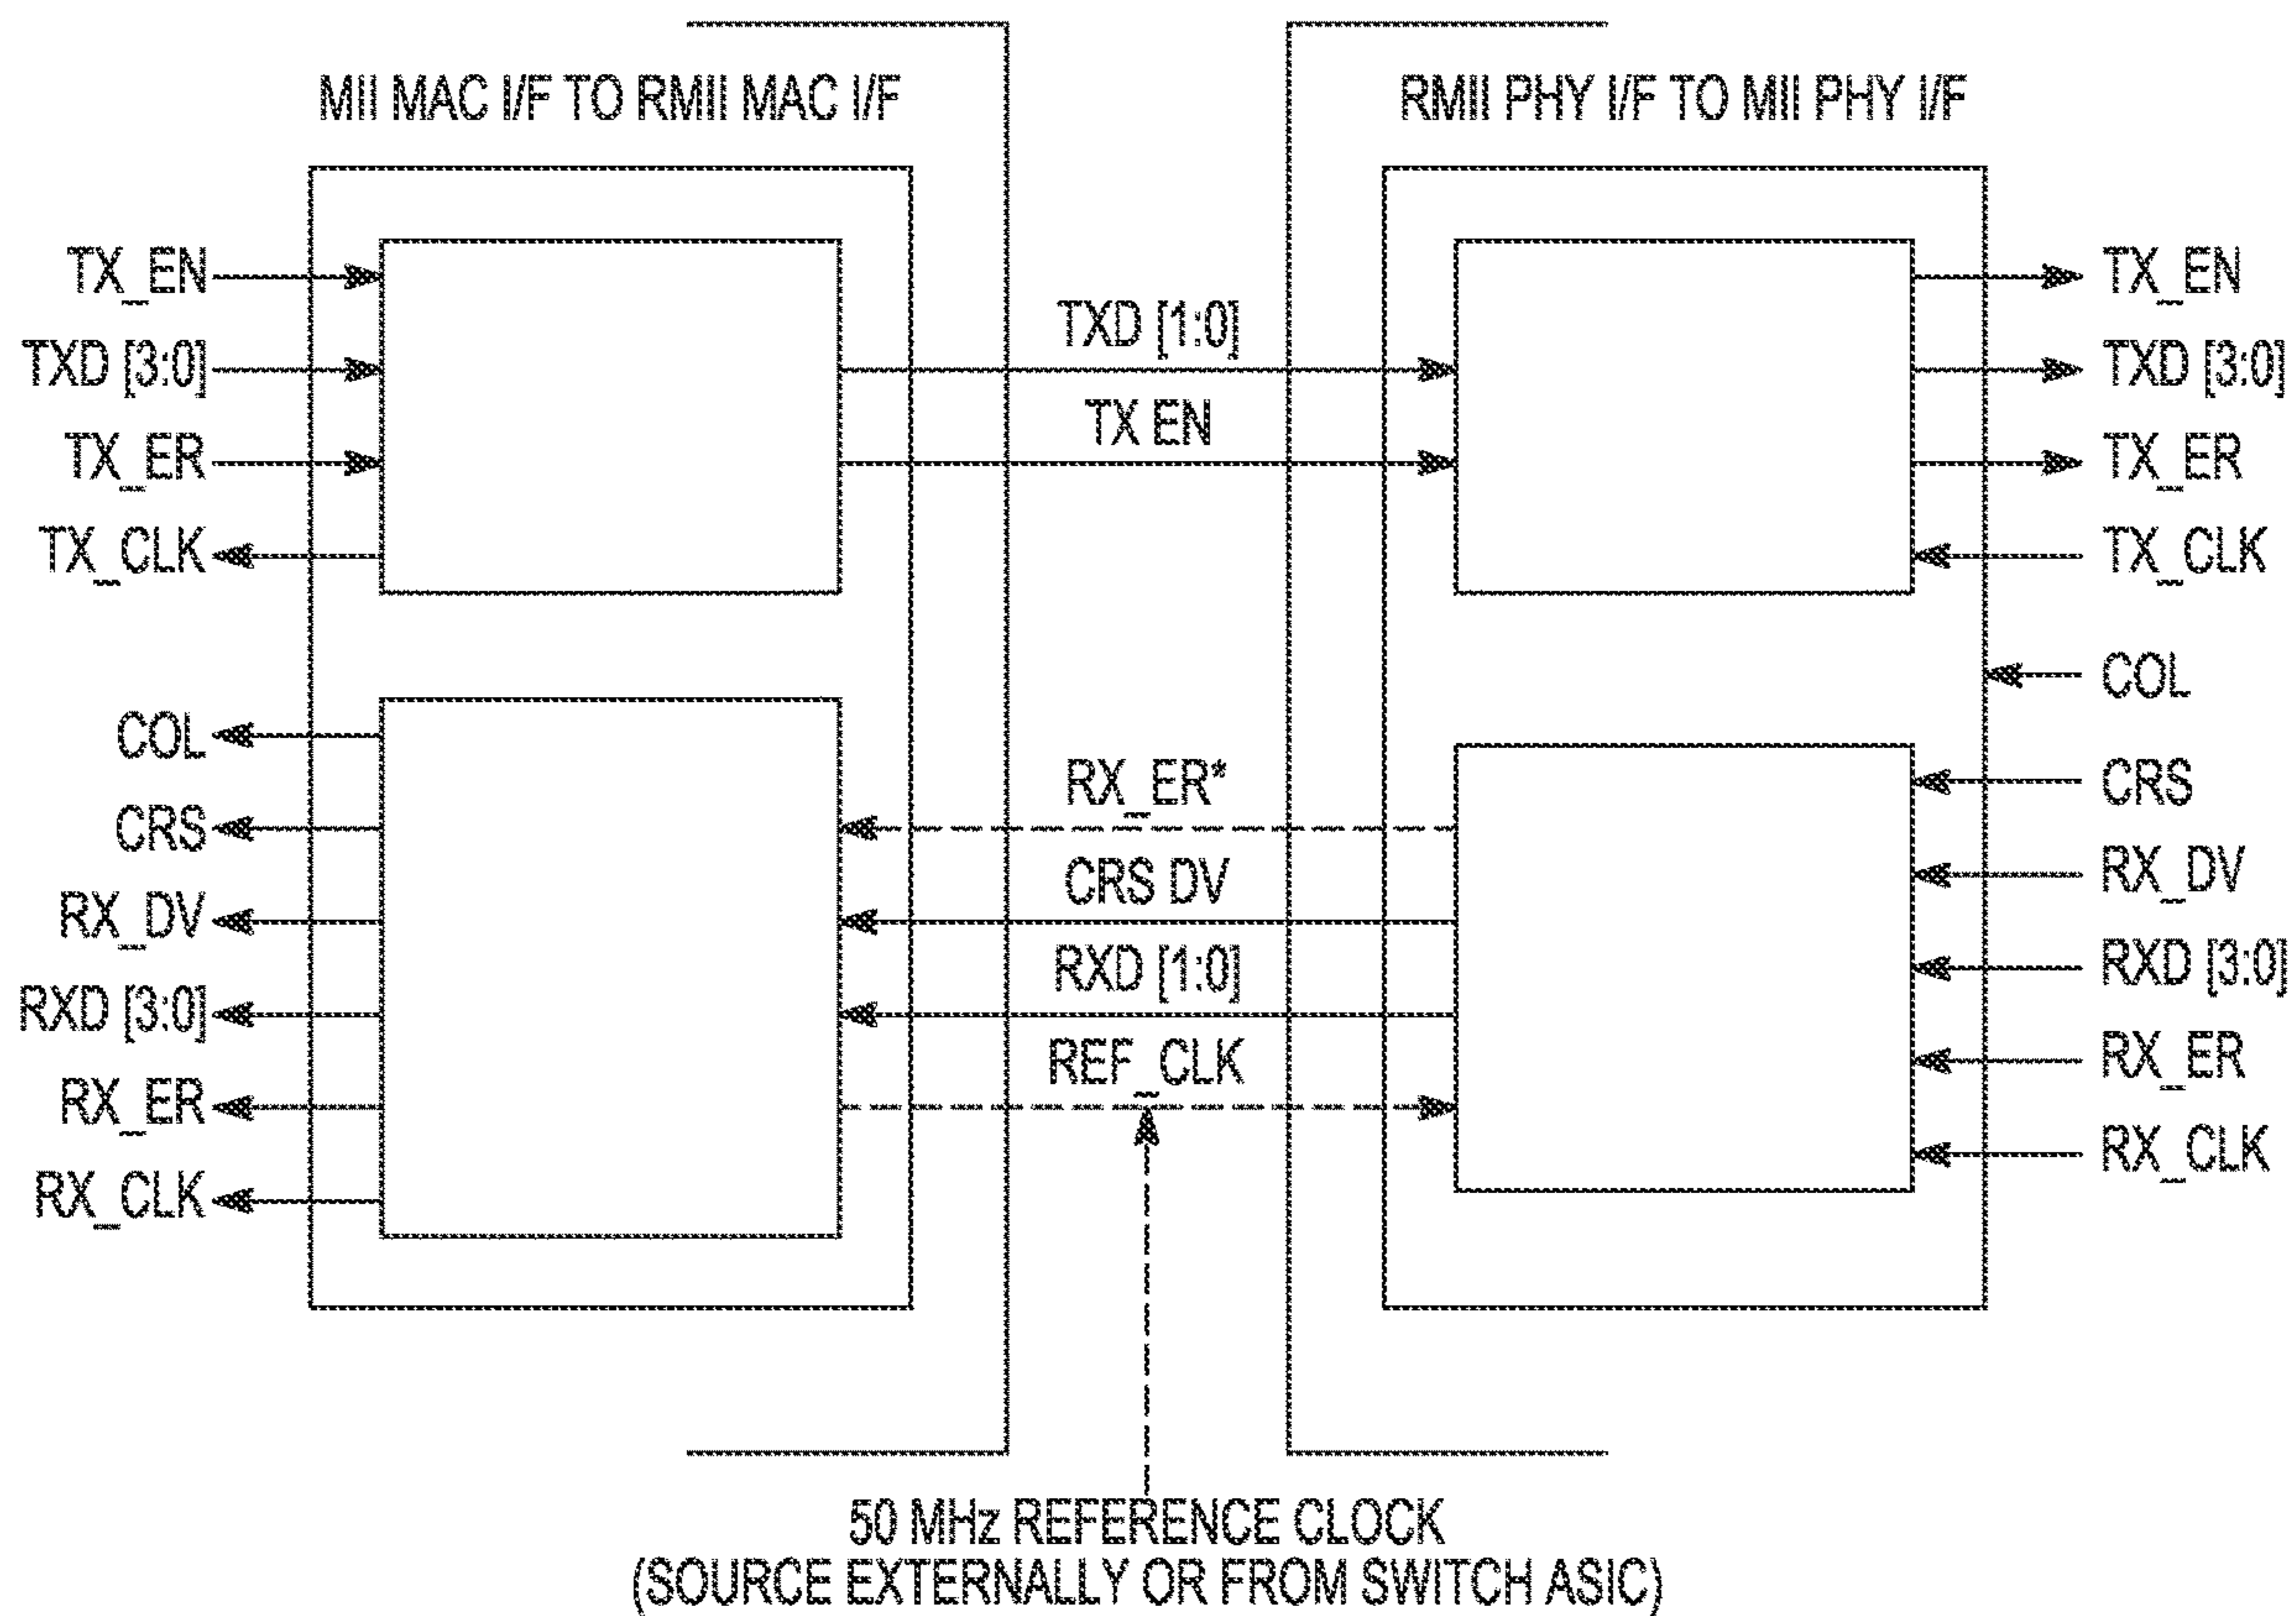 MII MAC I/F TO RMII MAC I/F
RMII PHY I/F TO MII PHY I/F
TX_EN
TXD [3:0]
TX_ER
TX_CLK
COL
CRS
RX_DV
RXD [3:0]
RX_ER
RX_CLK
TXD [1:0]
TX EN
RX_ER*
CRS DV
RXD [1:0]
REF_CLK
TX_EN
TXD [3:0]
TX_ER
TX_CLK
COL
CRS
RX_DV
RXD [3:0]
RX_ER
RX_CLK
50 MHz REFERENCE CLOCK
(SOURCE EXTERNALLY OR FROM SWITCH ASIC)